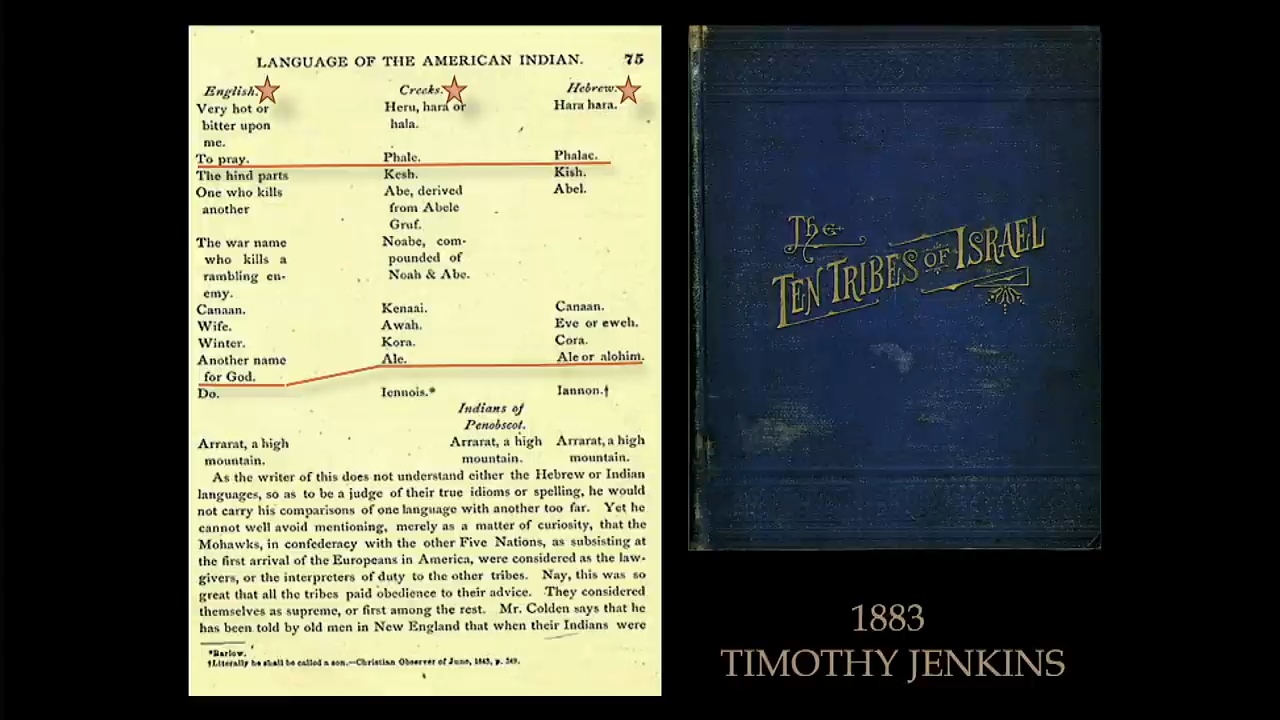 LANGUAGE OF THE AMERICAN INDIAN. 75
English. Creeks. Hebrew.
Very hot or Heru, hara or Hara hara.
bitter upon hala.
me.
To pray. Phale. Phalac.
The hind parts Kesh. Kish.
One who kills Abe, derived Abel.
another from Abele
Gruf.
The war name Noabe, com-
who kills a pounded of
rambling en- Noah & Abe.
emy.
Canaan. Kenaai. Canaan.
Wife. Awah. Eve or eweh.
Winter. Kora. Cora.
Another name Ale. Ale or alohim.
for God.
Do. Iennois.* Iannon.†
Indians of
Penobscot.
Arrarat, a high Arrarat, a high Arrarat, a high
mountain. mountain. mountain.
As the writer of this does not understand either the Hebrew or Indian
languages, so as to be a judge of their true idioms or spelling, he would
not carry his comparisons of one language with another too far. Yet he
cannot well avoid mentioning, merely as a matter of curiosity, that the
Mohawks, in confederacy with the other Five Nations, as subsisting at
the first arrival of the Europeans in America, were considered as the law-
givers, or the interpreters of duty to the other tribes. Nay, this was so
great that all the tribes paid obedience to their advice. They considered
themselves as supreme, or first among the rest. Mr. Colden says that he
has been told by old men in New England that when their Indians were
*Barlow.
†Literally he shall be called a son.—Christian Observer of June, 1843, p. 349.
The
TEN TRIBES OF ISRAEL
1883
TIMOTHY JENKINS